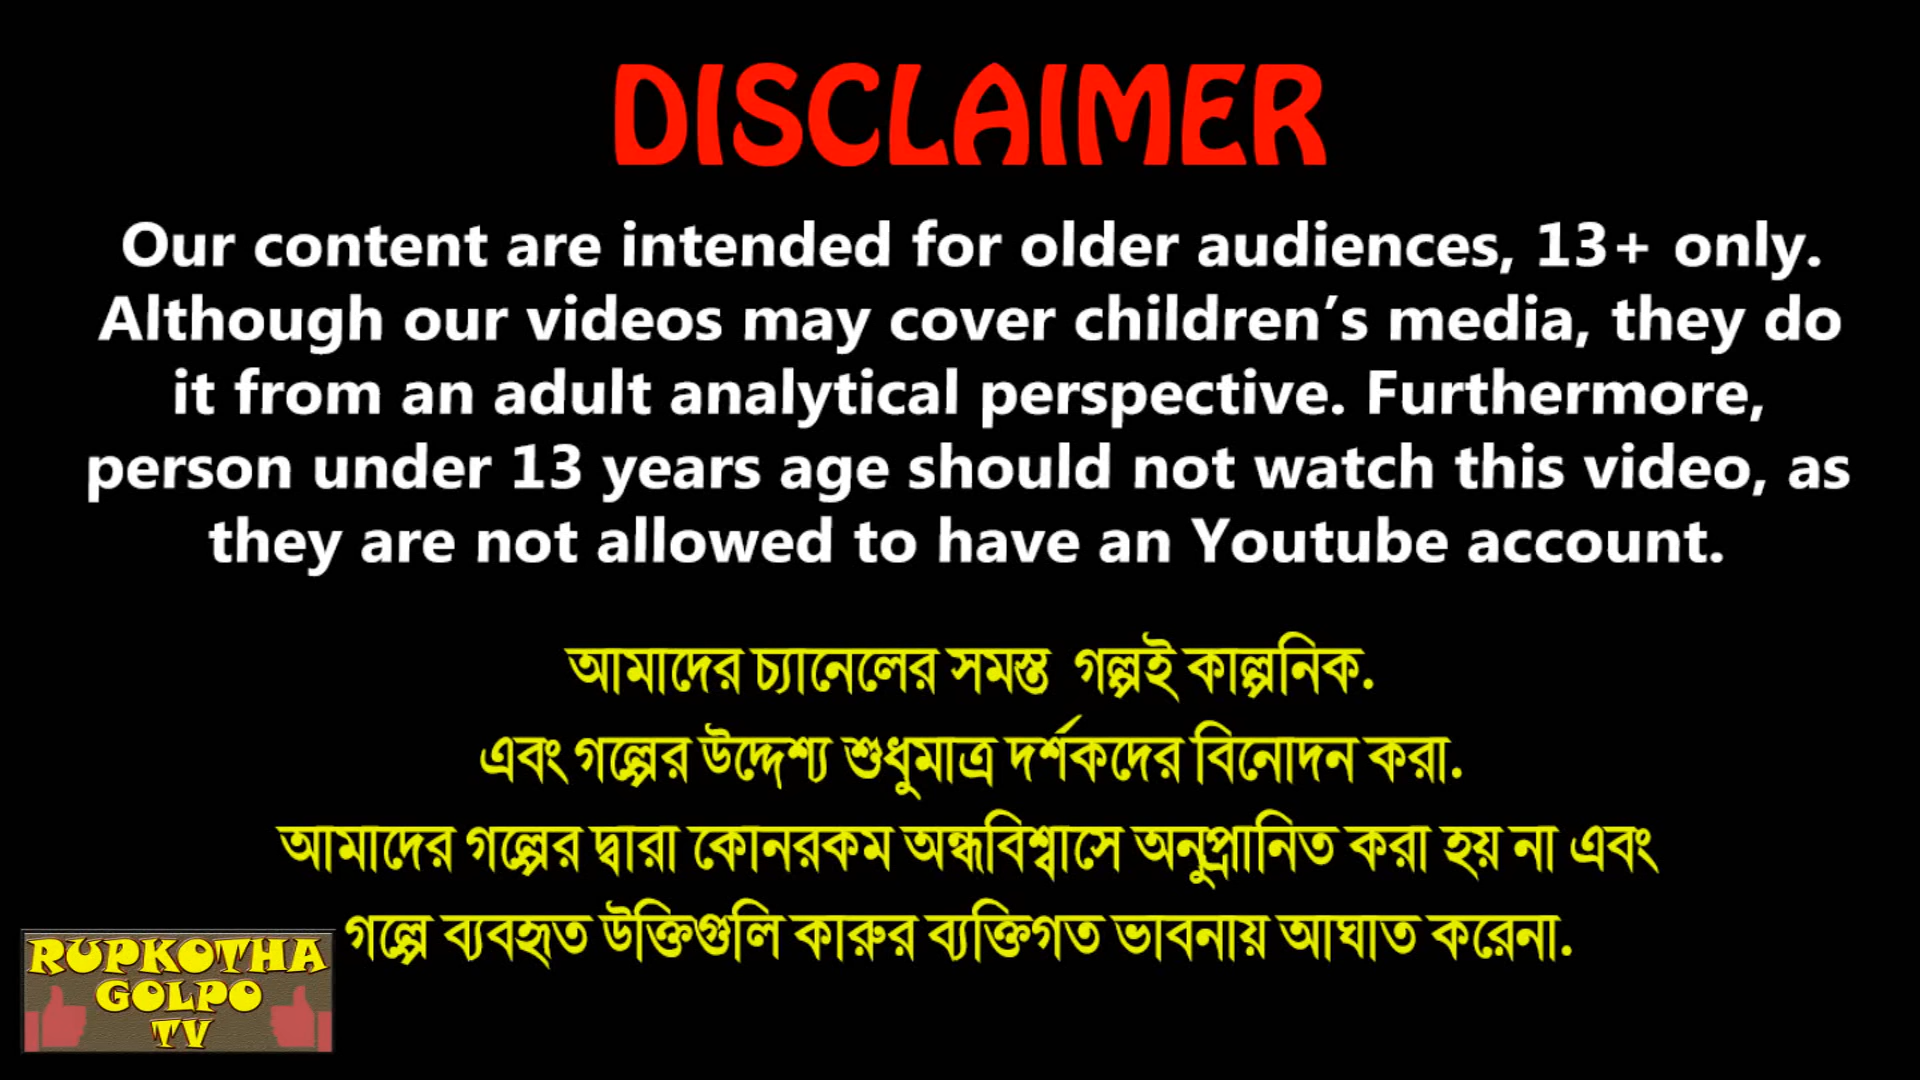 DISCLAIMER
Our content are intended for older audiences, 13+ only.
Although our videos may cover children’s media, they do
it from an adult analytical perspective. Furthermore,
person under 13 years age should not watch this video, as
they are not allowed to have an Youtube account.
আমাদের চ্যানেলের সমস্ত গল্পই কাল্পনিক.
এবং গল্পের উদ্দেশ্য শুধুমাত্র দর্শকদের বিনোদন করা.
আমাদের গল্পের দ্বারা কোনরকম অন্ধবিশ্বাসে অনুপ্রানিত করা হয় না এবং
গল্পে ব্যবহৃত উক্তিগুলি কারুর ব্যক্তিগত ভাবনায় আঘাত করেনা.
RUPKOTHA
GOLPO
TV